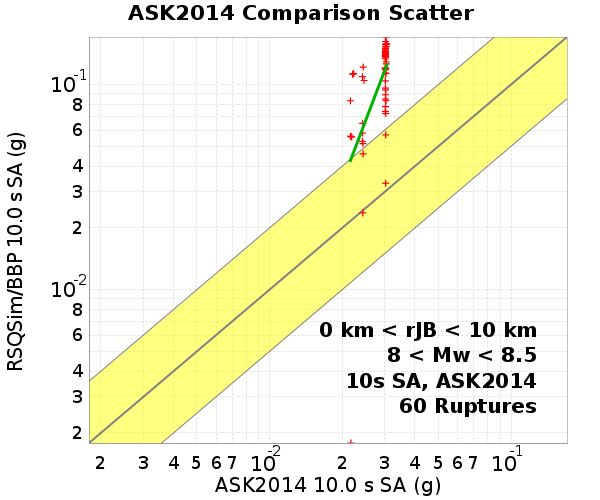 ASK2014 Comparison Scatter
RSQSim/BBP 10.0 s SA (g)
10-1
8
6
4
3
2
10-2
8
6
4
3
2
0 km < rJB < 10 km
8 < Mw < 8.5
10s SA, ASK2014
60 Ruptures
2 3 4 5 6 7 10-2 2 3 4 5 6 7 10-1
ASK2014 10.0 s SA (g)